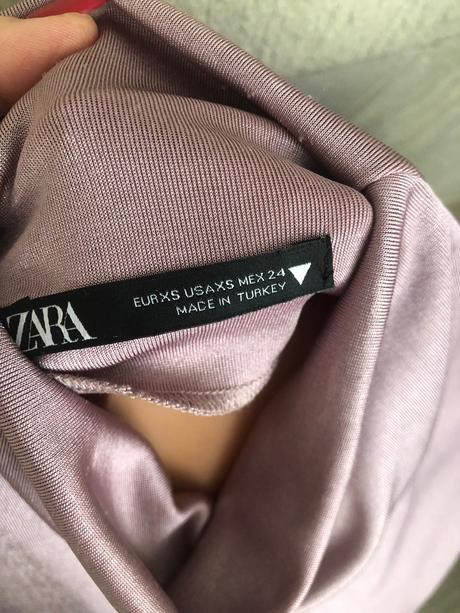 ZARA
EUR XS USA XS MEX 24
MADE IN TURKEY